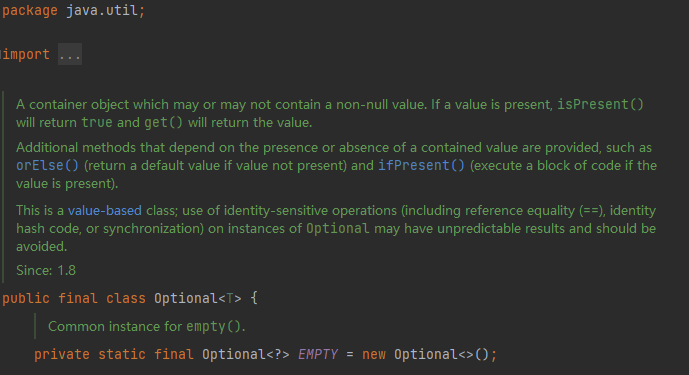 package java.util;
import ...
A container object which may or may not contain a non-null value. If a value is present, isPresent()
will return true and get() will return the value.
Additional methods that depend on the presence or absence of a contained value are provided, such as
orElse() (return a default value if value not present) and ifPresent() (execute a block of code if the
value is present).
This is a value-based class; use of identity-sensitive operations (including reference equality (==), identity
hash code, or synchronization) on instances of Optional may have unpredictable results and should be
avoided.
Since: 1.8
public final class Optional<T> {
Common instance for empty().
private static final Optional<?> EMPTY = new Optional<>();